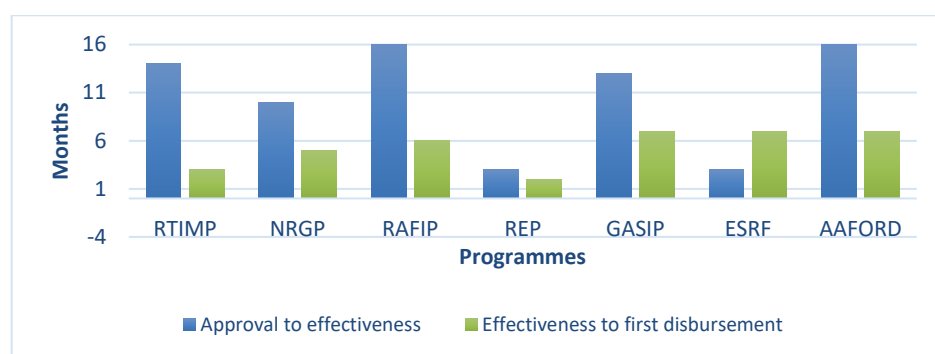 16
11
6
1
-4
Months
RTIMP NRGP RAFIP REP GASIP ESRF AAFORD
Programmes
Approval to effectiveness Effectiveness to first disbursement